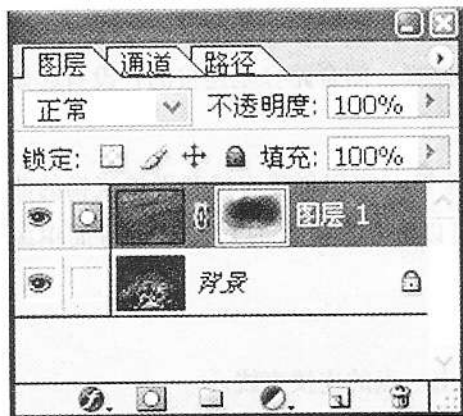 图层 通道 路径
正常 不透明度: 100%
锁定: 填充: 100%
图层 1
背景